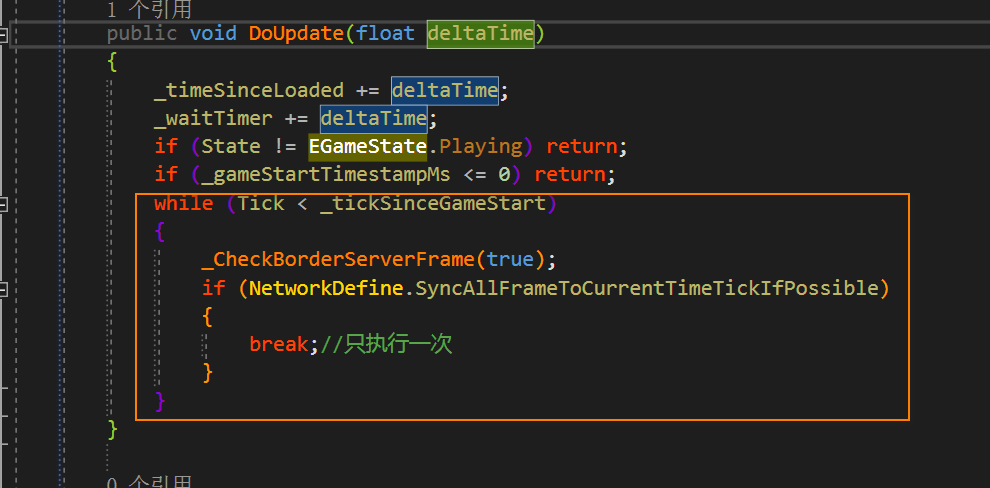 1 个引用
public void DoUpdate(float deltaTime)
{
_timeSinceLoaded += deltaTime;
_waitTimer += deltaTime;
if (State != EGameState.Playing) return;
if (_gameStartTimestampMs <= 0) return;
while (Tick < _tickSinceGameStart)
{
_CheckBorderServerFrame(true);
if (NetworkDefine.SyncAllFrameToCurrentTimeTickIfPossible)
{
break;//只执行一次
}
}
}
0 个引用